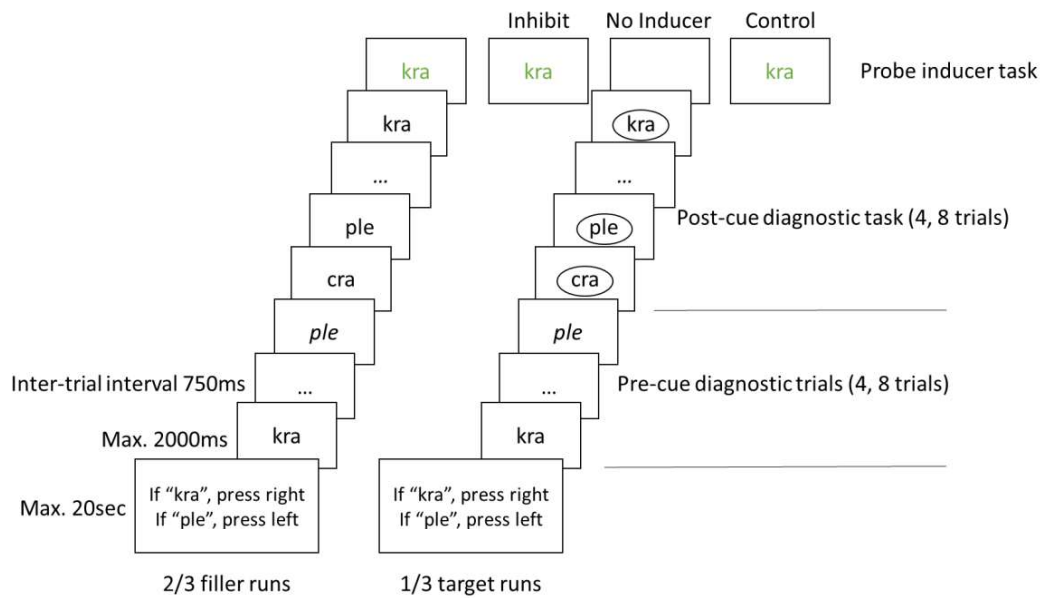 Inhibit No Inducer Control
kra kra kra Probe inducer task
kra kra
... ...
ple ple Post-cue diagnostic task (4, 8 trials)
cra cra
ple ple
Inter-trial interval 750ms ... ... Pre-cue diagnostic trials (4, 8 trials)
Max. 2000ms kra kra
Max. 20sec
If “kra”, press right
If “ple”, press left
If “kra”, press right
If “ple”, press left
2/3 filler runs 1/3 target runs